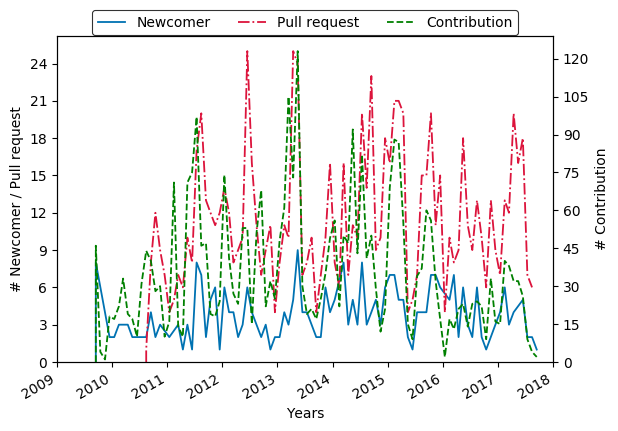 Newcomer Pull request Contribution
24 120
21 105
18 90
15 75
12 60
9 45
6 30
3 15
0 0
# Newcomer / Pull request
# Contribution
2009 2010 2011 2012 2013 2014 2015 2016 2017 2018
Years